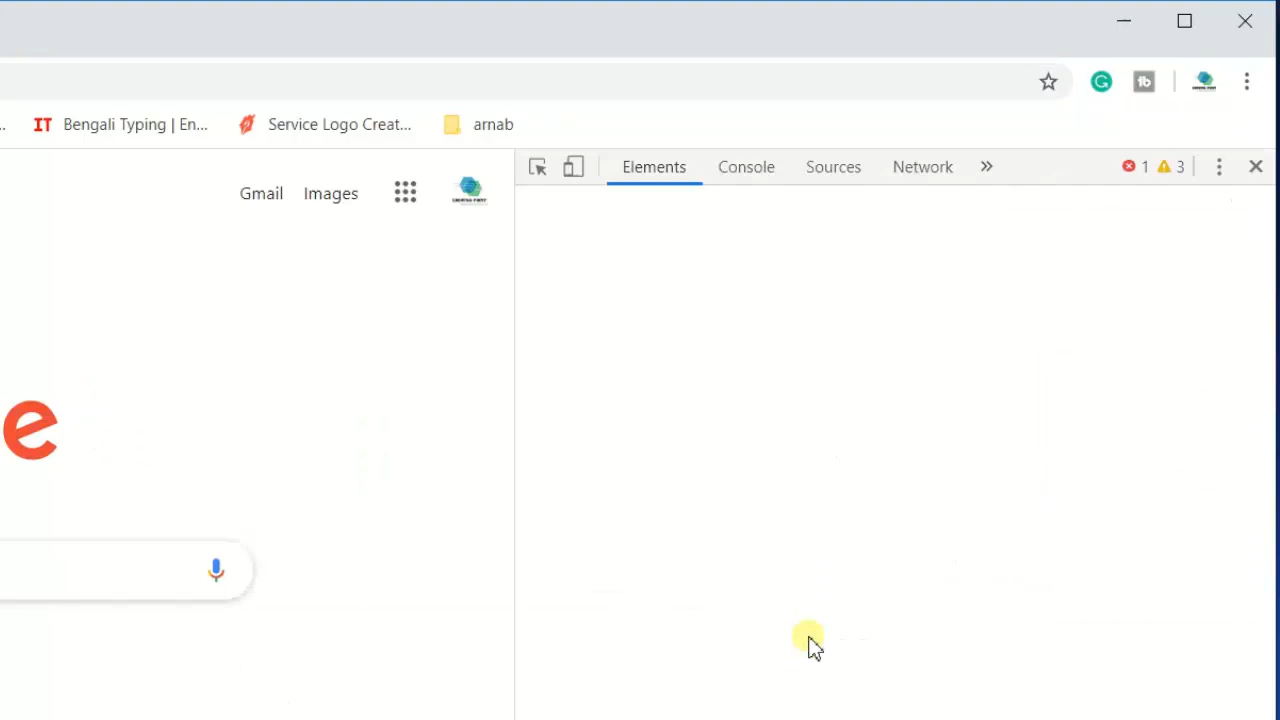 ... IT Bengali Typing | En... Service Logo Creat... arnab
Elements Console Sources Network » 1 3
Gmail Images
e